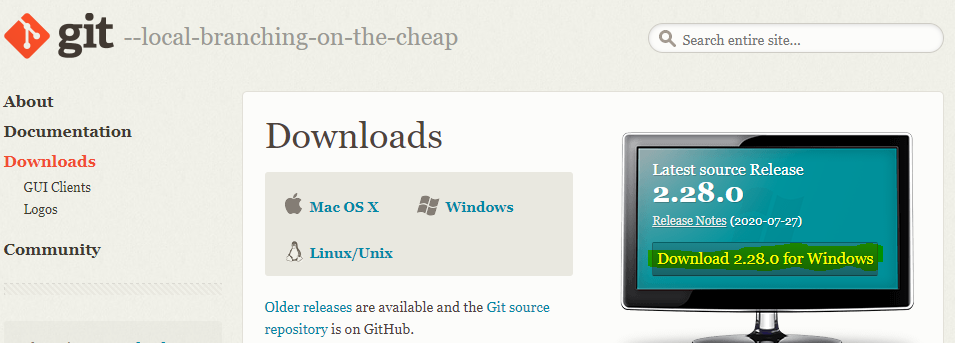 git --local-branching-on-the-cheap
Search entire site...
About
Documentation
Downloads
GUI Clients
Logos
Community
Downloads
Mac OS X
Windows
Linux/Unix
Older releases are available and the Git source
repository is on GitHub.
Latest source Release
2.28.0
Release Notes (2020-07-27)
Download 2.28.0 for Windows